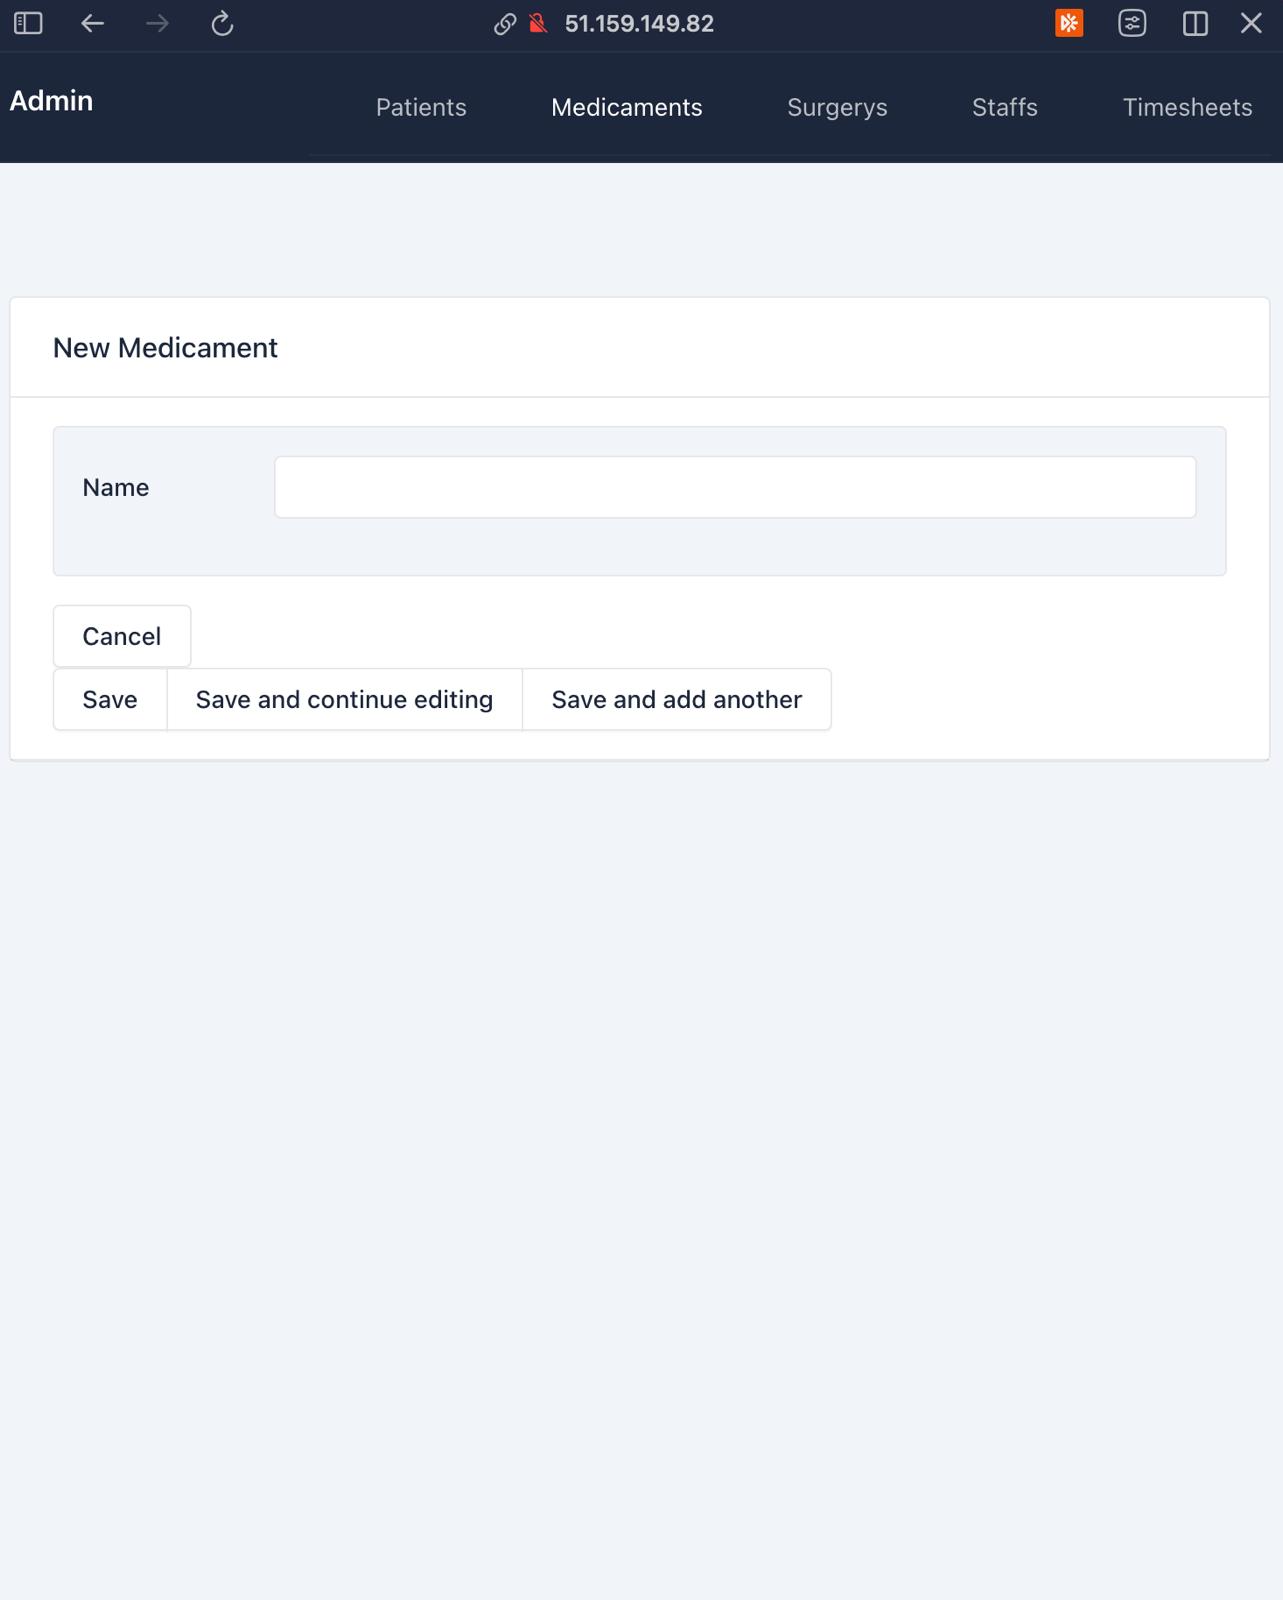 51.159.149.82
Admin Patients Medicaments Surgerys Staffs Timesheets
New Medicament
Name
Cancel
Save Save and continue editing Save and add another